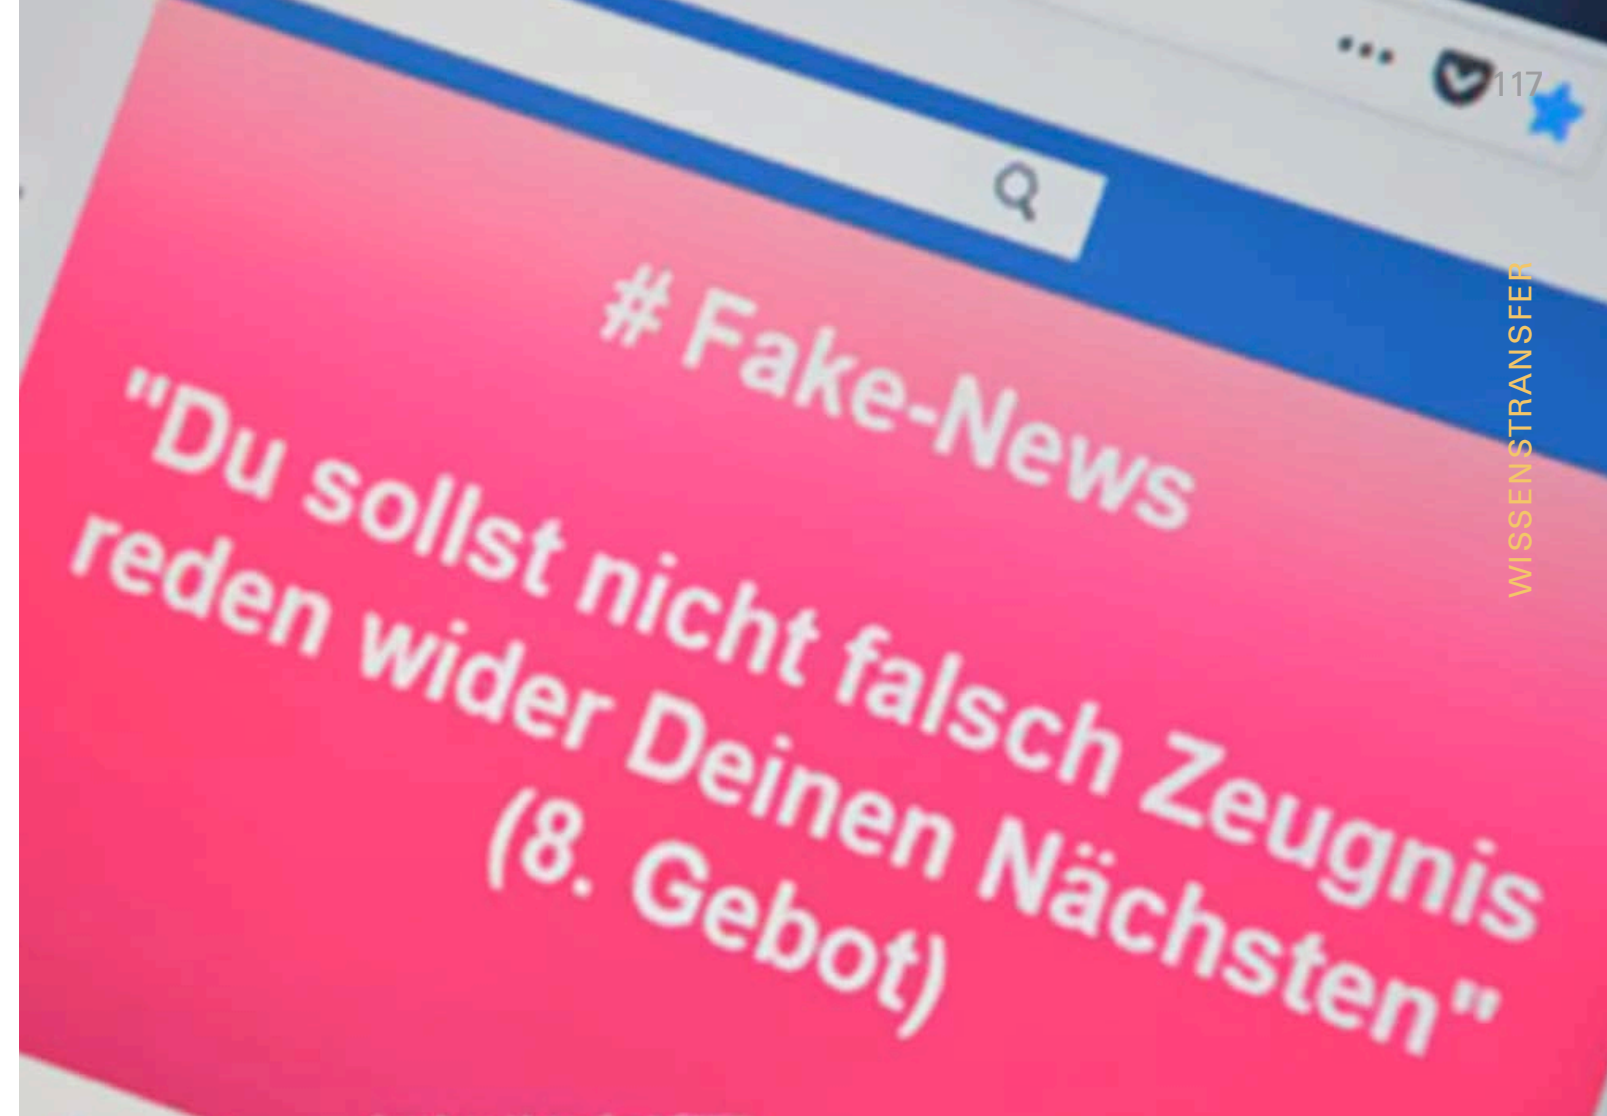 117
WISSENSTRANSFER
# Fake-News
"Du sollst nicht falsch Zeugnis
reden wider Deinen Nächsten"
(8. Gebot)